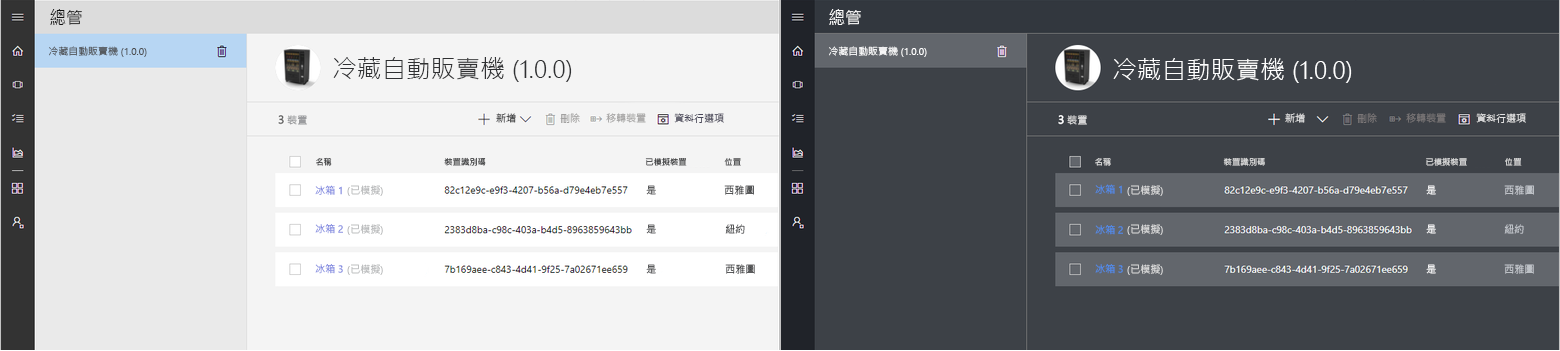 總管
冷藏自動販賣機 (1.0.0)
冷藏自動販賣機 (1.0.0)
3 裝置
新增 刪除 移轉裝置 資料行選項
名稱 裝置識別碼 已模擬裝置 位置
冰箱 1 (已模擬) 82c12e9c-e9f3-4207-b56a-d79e4eb7e557 是 西雅圖
冰箱 2 (已模擬) 2383d8ba-c98c-403a-b4d5-8963859643bb 是 紐約
冰箱 3 (已模擬) 7b169aee-c843-4d41-9f25-7a02671ee659 是 西雅圖
總管
冷藏自動販賣機 (1.0.0)
冷藏自動販賣機 (1.0.0)
3 裝置
新增 刪除 移轉裝置 資料行選項
名稱 裝置識別碼 已模擬裝置 位置
冰箱 1 (已模擬) 82c12e9c-e9f3-4207-b56a-d79e4eb7e557 是 西雅圖
冰箱 2 (已模擬) 2383d8ba-c98c-403a-b4d5-8963859643bb 是 紐約
冰箱 3 (已模擬) 7b169aee-c843-4d41-9f25-7a02671ee659 是 西雅圖